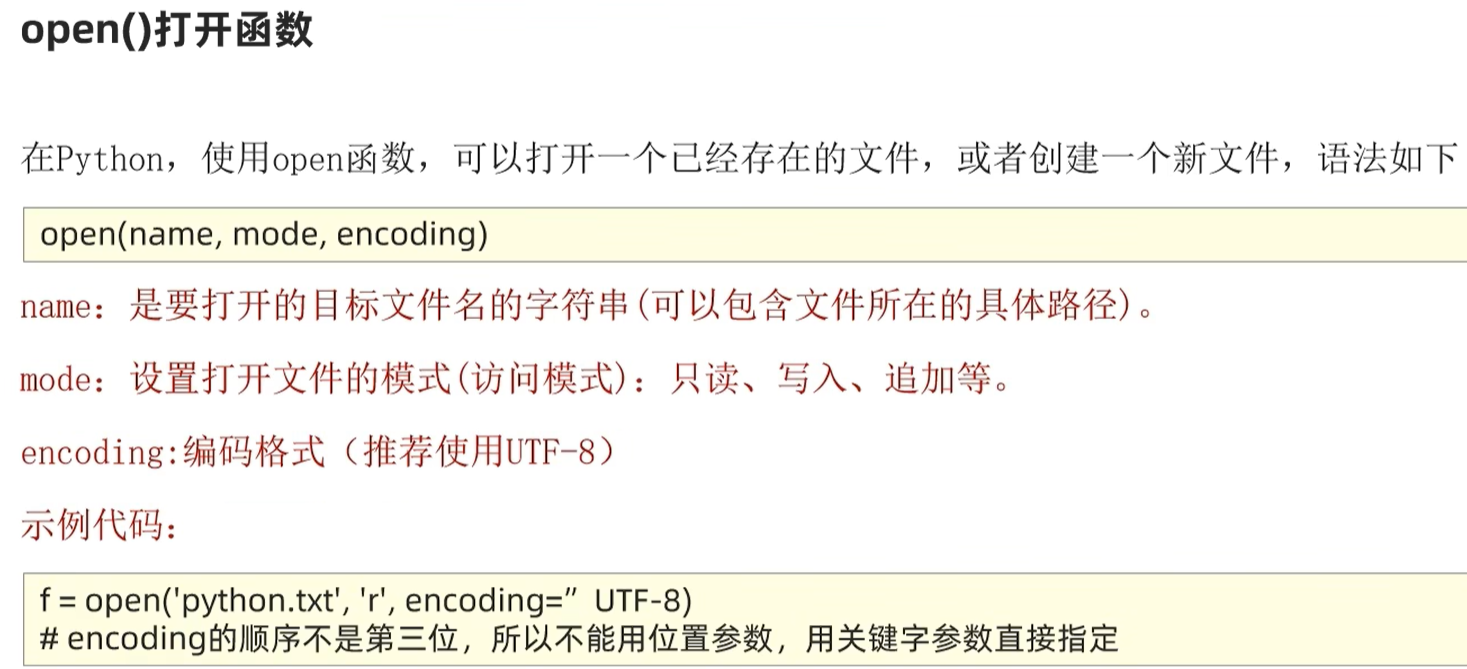 open()打开函数
在Python，使用open函数，可以打开一个已经存在的文件，或者创建一个新文件，语法如下
open(name, mode, encoding)
name：是要打开的目标文件名的字符串(可以包含文件所在的具体路径)。
mode：设置打开文件的模式(访问模式)：只读、写入、追加等。
encoding:编码格式（推荐使用UTF-8）
示例代码：
f = open('python.txt', 'r', encoding=” UTF-8)
# encoding的顺序不是第三位，所以不能用位置参数，用关键字参数直接指定